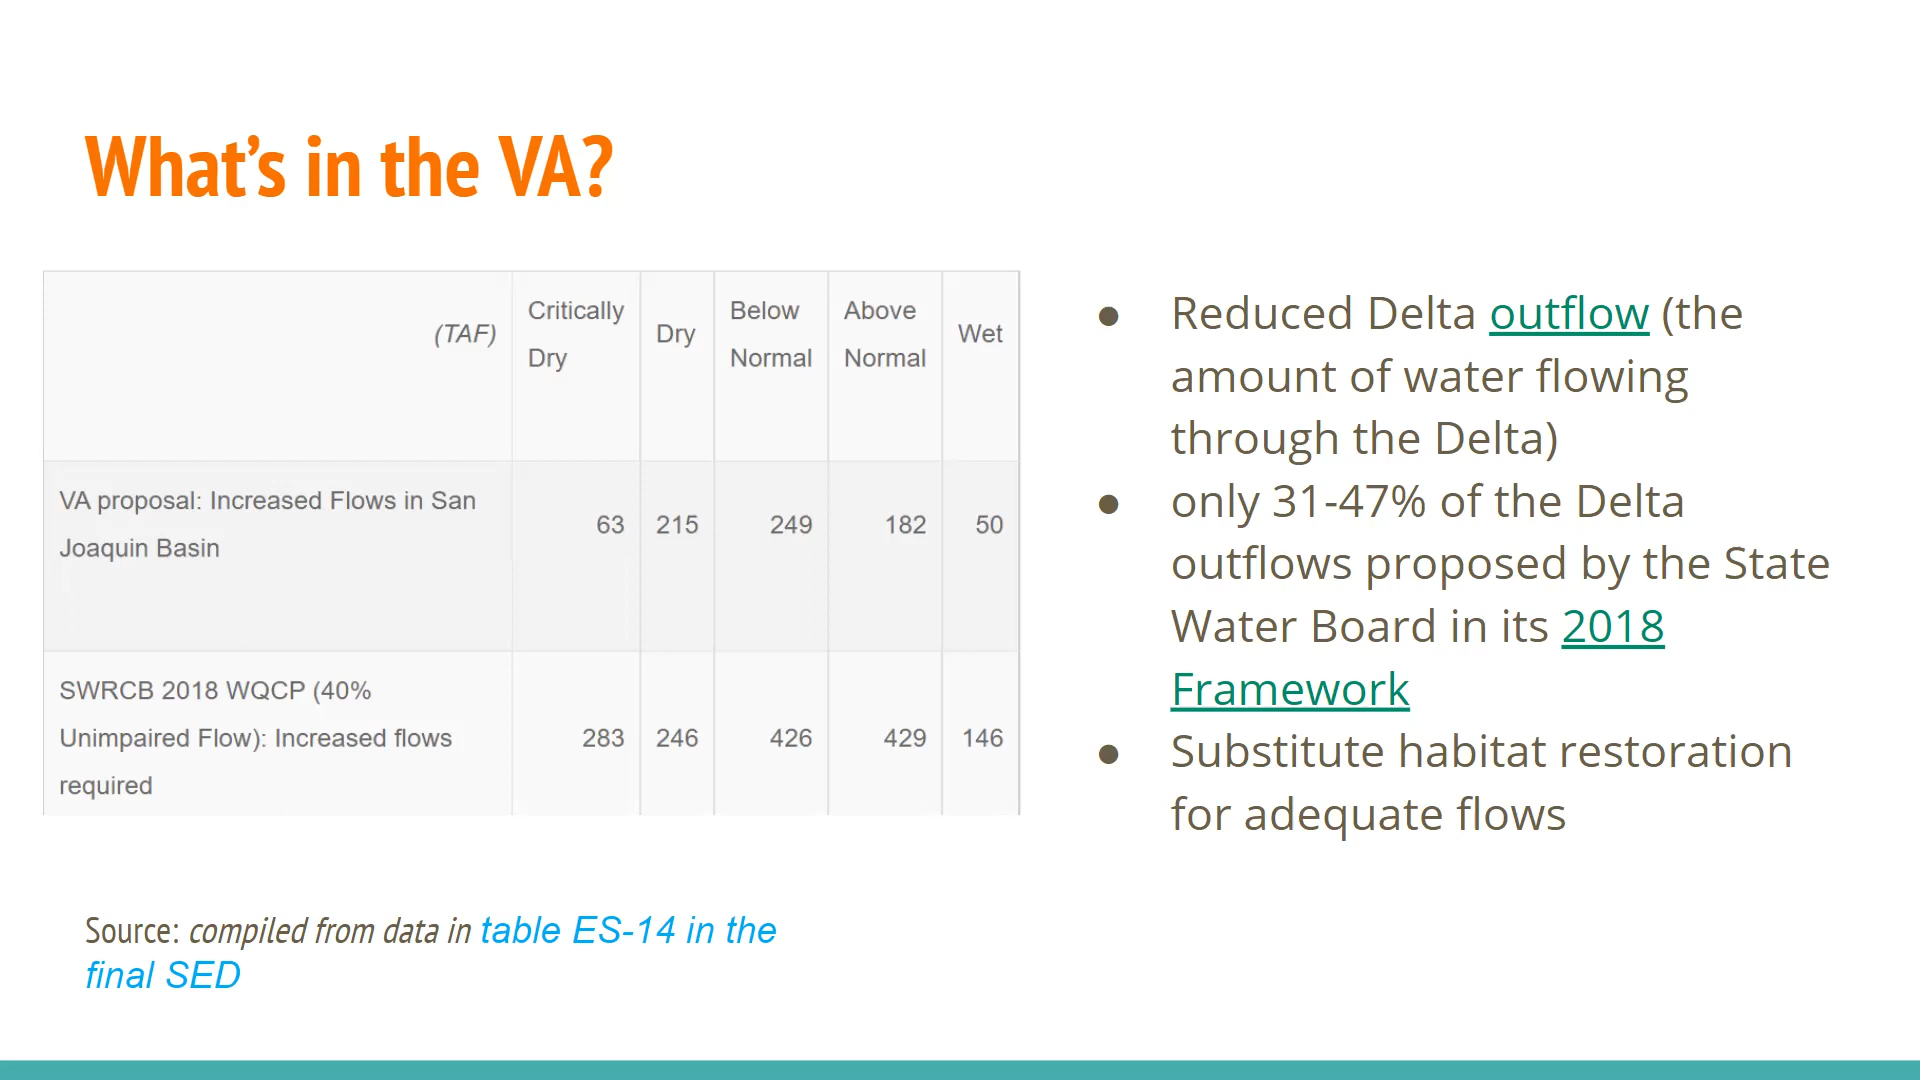 What's in the VA?
(TAF)
Critically
Dry
Dry
Below
Normal
Above
Normal
Wet
VA proposal: Increased Flows in San
Joaquin Basin
63 215 249 182 50
SWRCB 2018 WQCP (40%
Unimpaired Flow): Increased flows
required
283 246 426 429 146
● Reduced Delta outflow (the
amount of water flowing
through the Delta)
● only 31-47% of the Delta
outflows proposed by the State
Water Board in its 2018
Framework
● Substitute habitat restoration
for adequate flows
Source: compiled from data in table ES-14 in the
final SED